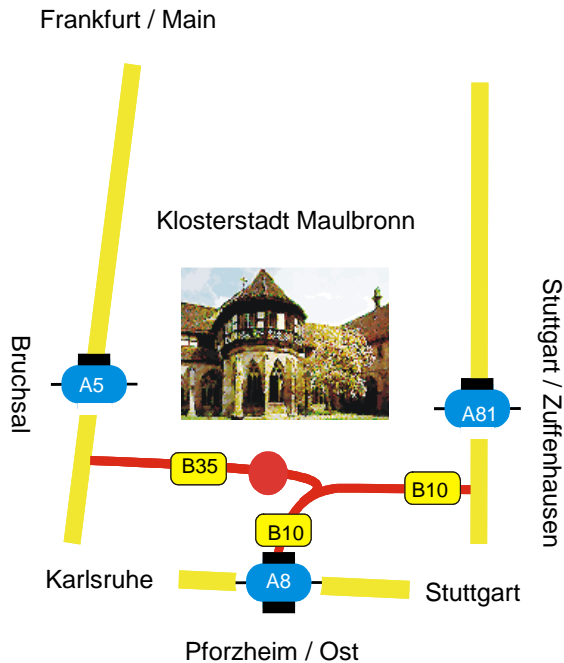 Frankfurt / Main
Klosterstadt Maulbronn
Bruchsal
A5
A81
Stuttgart / Zuffenhausen
B35
B10
B10
Karlsruhe
A8
Stuttgart
Pforzheim / Ost